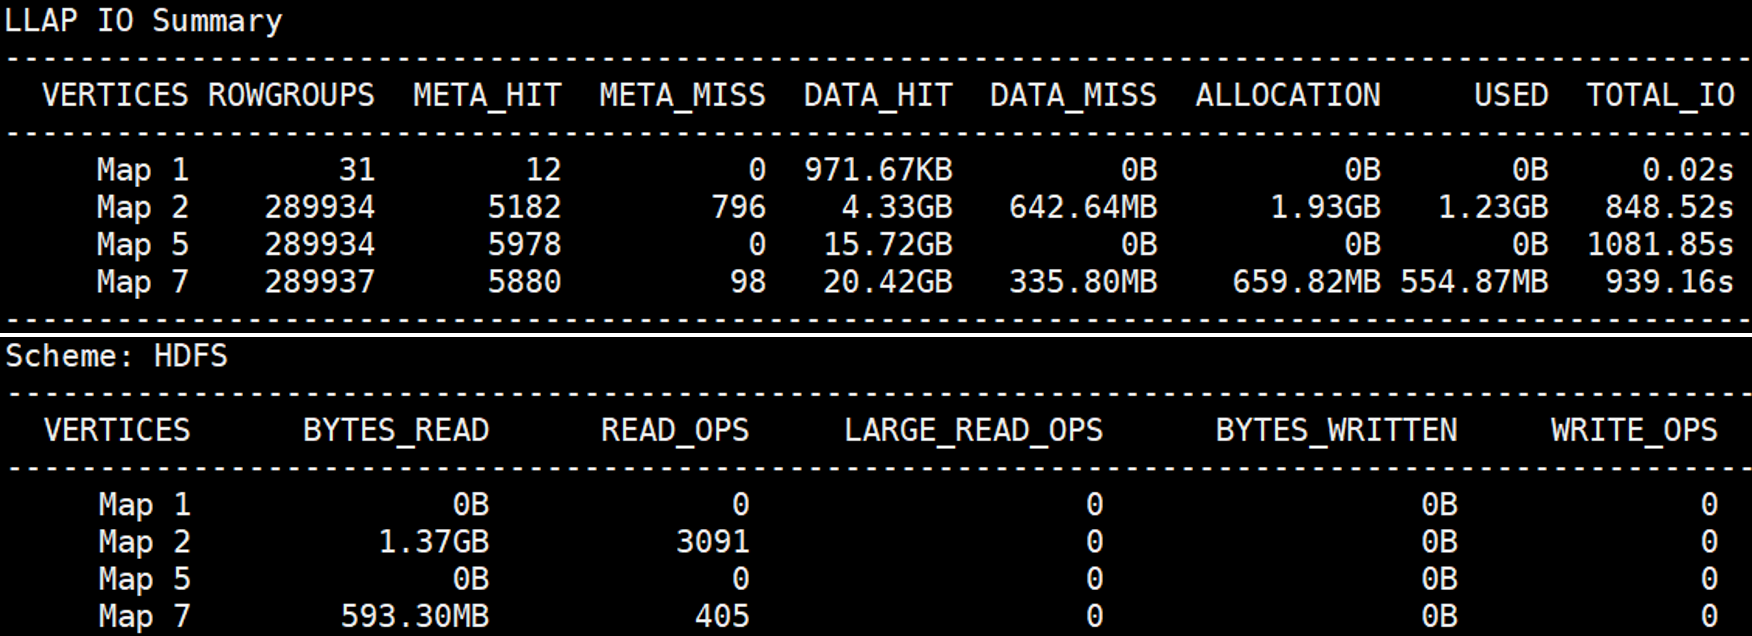 LLAP IO Summary
----------------------------------------------------------------------------------------------
VERTICES ROWGROUPS META_HIT META_MISS DATA_HIT DATA_MISS ALLOCATION USED TOTAL_IO
----------------------------------------------------------------------------------------------
Map 1 31 12 0 971.67KB 0B 0B 0B 0.02s
Map 2 289934 5182 796 4.33GB 642.64MB 1.93GB 1.23GB 848.52s
Map 5 289934 5978 0 15.72GB 0B 0B 0B 1081.85s
Map 7 289937 5880 98 20.42GB 335.80MB 659.82MB 554.87MB 939.16s
----------------------------------------------------------------------------------------------
Scheme: HDFS
----------------------------------------------------------------------------------------------
VERTICES BYTES_READ READ_OPS LARGE_READ_OPS BYTES_WRITTEN WRITE_OPS
----------------------------------------------------------------------------------------------
Map 1 0B 0 0 0B 0
Map 2 1.37GB 3091 0 0B 0
Map 5 0B 0 0 0B 0
Map 7 593.30MB 405 0 0B 0